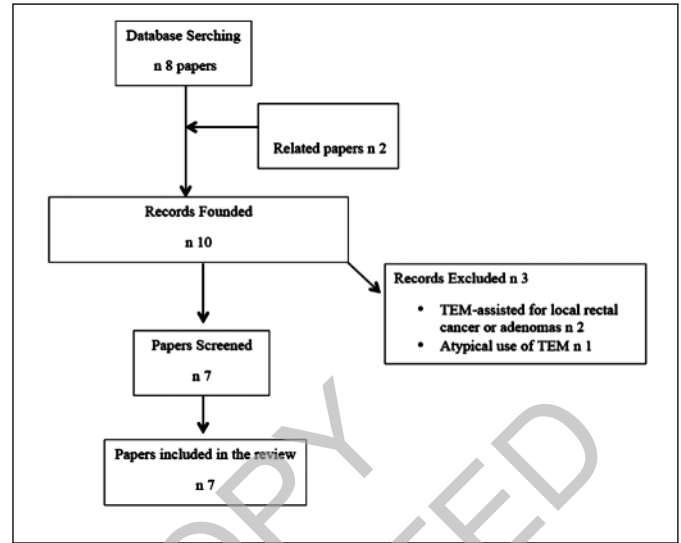 Database Serching
n 8 papers
Related papers n 2
Records Founded
n 10
Records Excluded n 3
• TEM-assisted for local rectal
cancer or adenomas n 2
• Atypical use of TEM n 1
Papers Screened
n 7
Papers included in the review
n 7